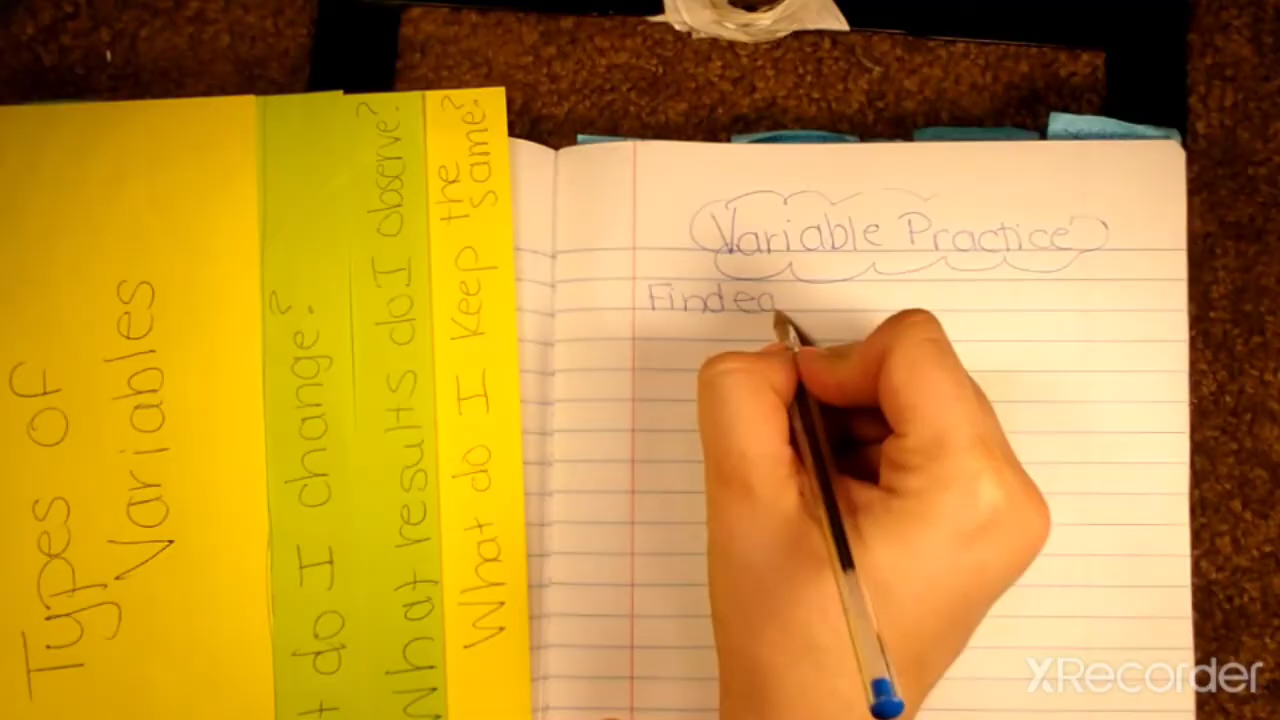 Types of
Variables
t do I change?
What results do I observe?
What do I keep the
same?
Variable Practice
Find ea
XRecorder